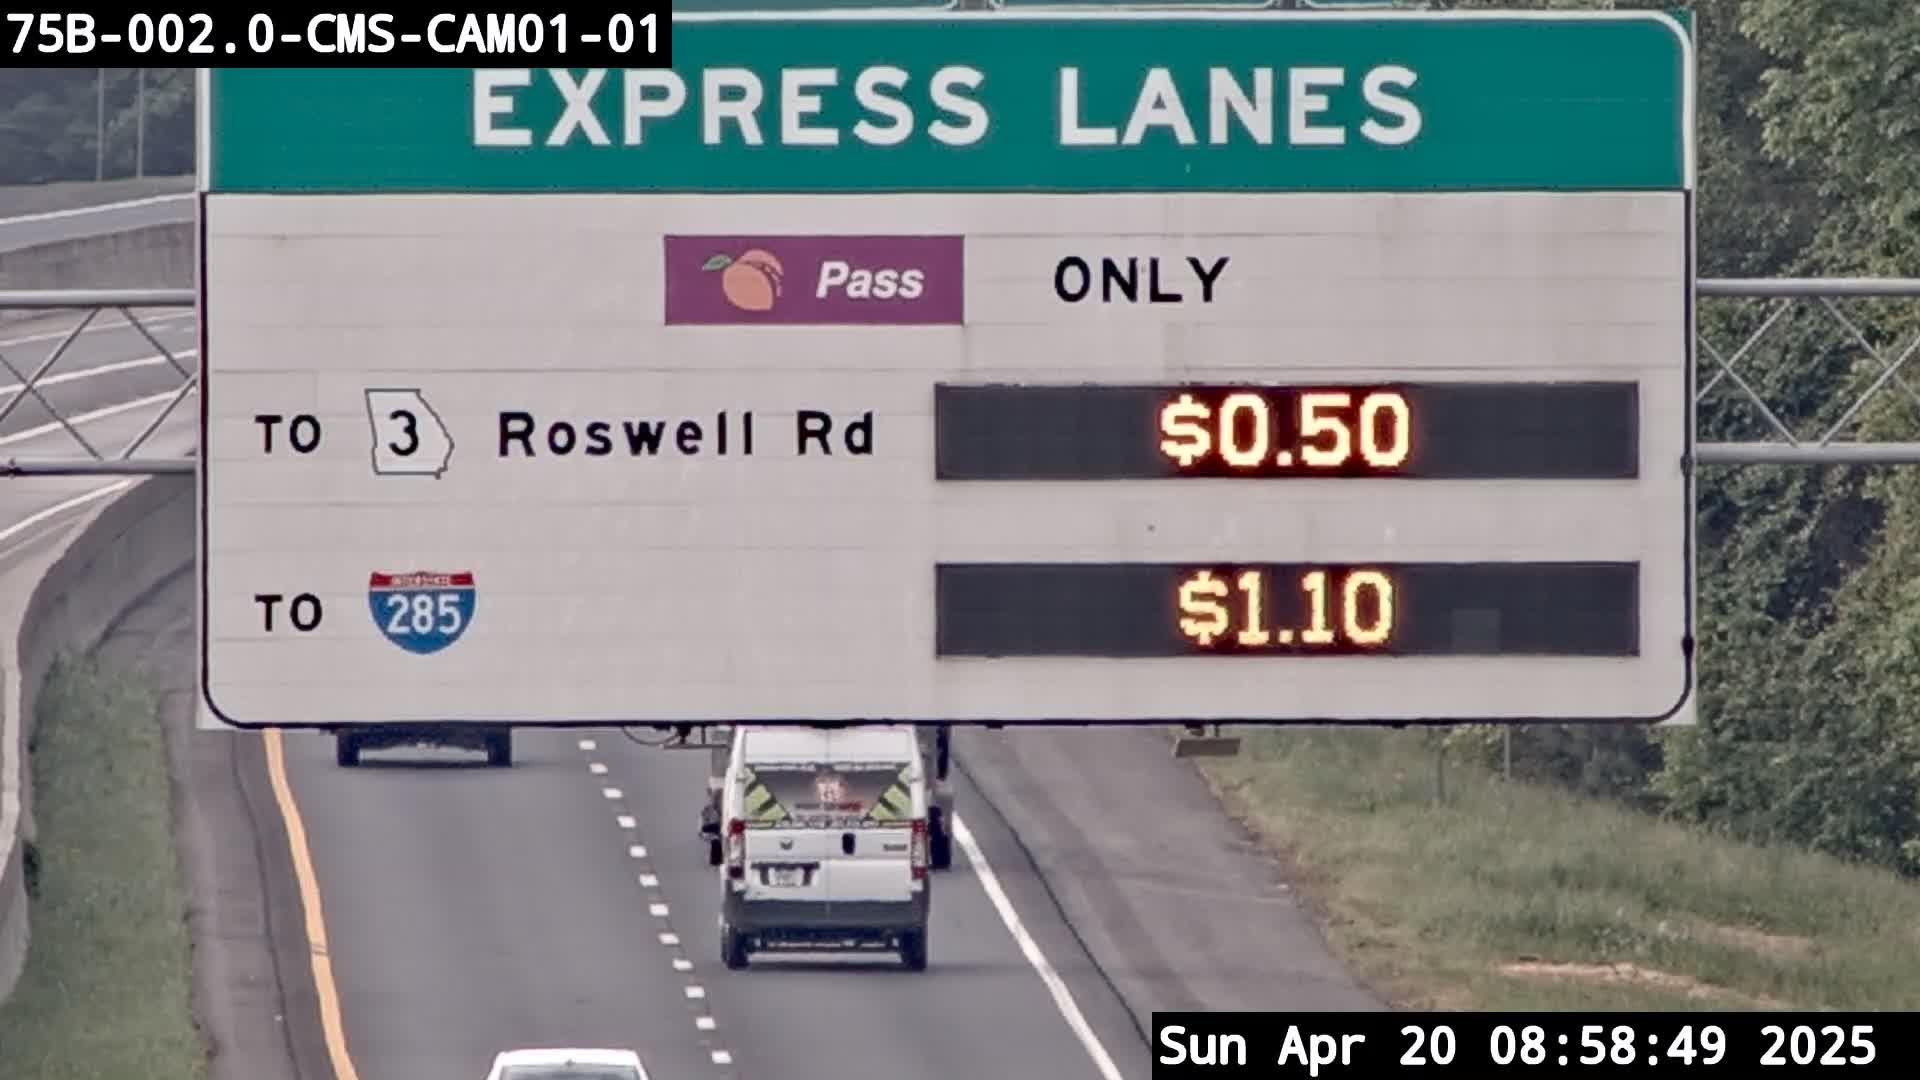 75B-002.0-CMS-CAM01-01
EXPRESS LANES
Pass ONLY
TO 3 Roswell Rd $0.50
TO INTERSTATE 285 $1.10
Sun Apr 20 08:58:49 2025